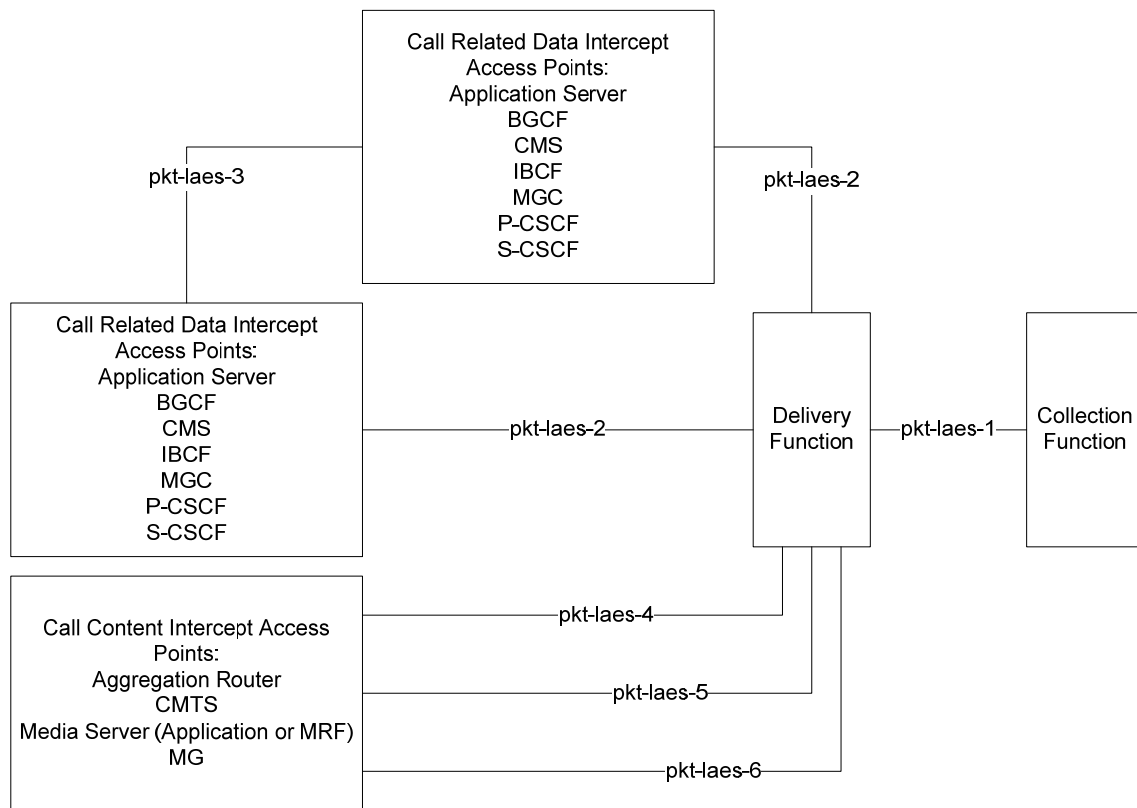 Call Related Data Intercept
Access Points:
Application Server
BGCF
CMS
IBCF
MGC
P-CSCF
S-CSCF
pkt-laes-3
pkt-laes-2
Call Related Data Intercept
Access Points:
Application Server
BGCF
CMS
IBCF
MGC
P-CSCF
S-CSCF
pkt-laes-2
Delivery
Function
pkt-laes-1
Collection
Function
Call Content Intercept Access
Points:
Aggregation Router
CMTS
Media Server (Application or MRF)
MG
pkt-laes-4
pkt-laes-5
pkt-laes-6